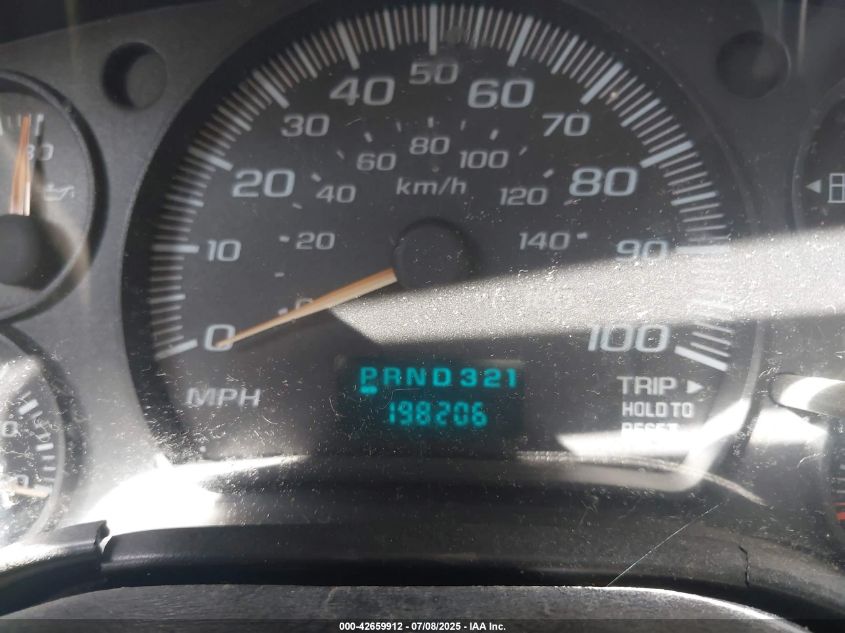 50
40 60
30 70
80
60 100
20 km/h 80
40 120
10 20 140 90
0 100
PRND321
MPH TRIP ▶
198206 HOLD TO
RESET
000-42659912 - 07/08/2025 - IAA Inc.